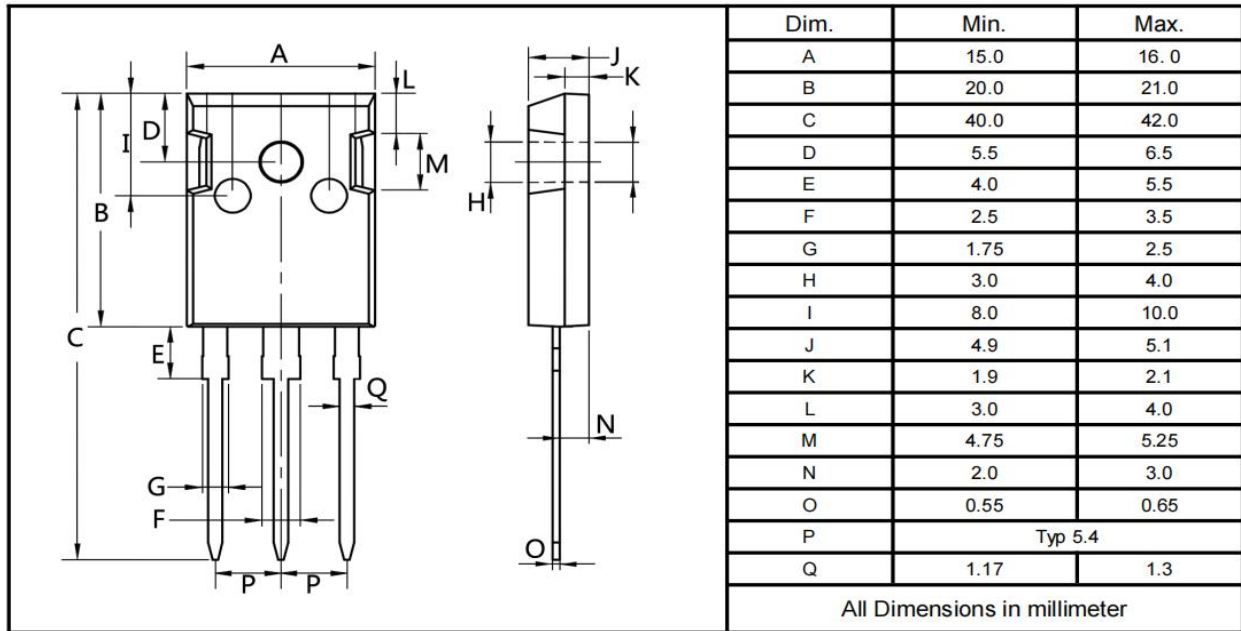 A
L
D
I
M
B
C
E
Q
G
F
P
P
J
K
H
N
O
Dim. Min. Max.
A 15.0 16. 0
B 20.0 21.0
C 40.0 42.0
D 5.5 6.5
E 4.0 5.5
F 2.5 3.5
G 1.75 2.5
H 3.0 4.0
I 8.0 10.0
J 4.9 5.1
K 1.9 2.1
L 3.0 4.0
M 4.75 5.25
N 2.0 3.0
O 0.55 0.65
P Typ 5.4
Q 1.17 1.3
All Dimensions in millimeter